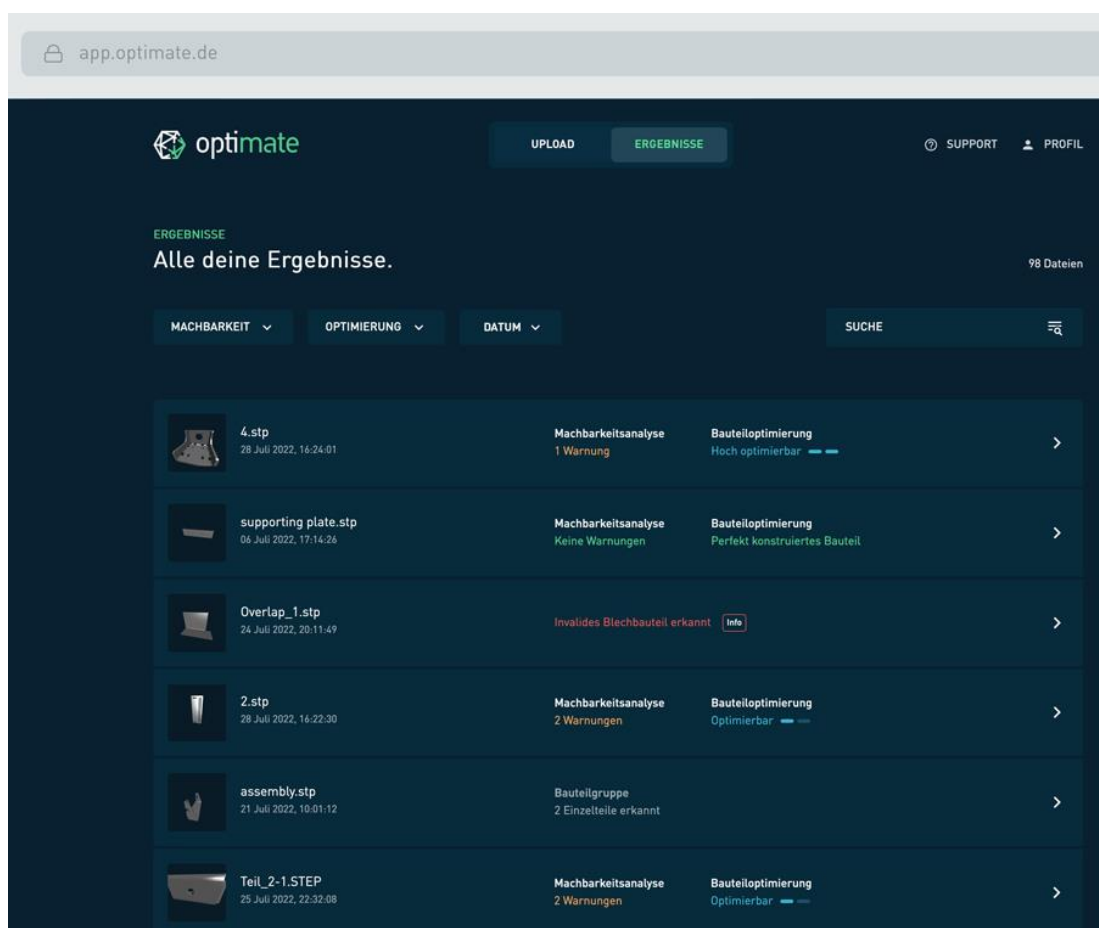 app.optimate.de
optimate
UPLOAD
ERGEBNISSE
SUPPORT
PROFIL
ERGEBNISSE
Alle deine Ergebnisse.
98 Dateien
MACHBARKEIT
OPTIMIERUNG
DATUM
SUCHE
4.stp
28 Juli 2022, 16:24:01
Machbarkeitsanalyse
1 Warnung
Bauteiloptimierung
Hoch optimierbar
supporting plate.stp
06 Juli 2022, 17:14:26
Machbarkeitsanalyse
Keine Warnungen
Bauteiloptimierung
Perfekt konstruiertes Bauteil
Overlap_1.stp
24 Juli 2022, 20:11:49
Invalides Blechbauteil erkannt
Info
2.stp
28 Juli 2022, 16:22:30
Machbarkeitsanalyse
2 Warnungen
Bauteiloptimierung
Optimierbar
assembly.stp
21 Juli 2022, 10:01:12
Bauteilgruppe
2 Einzelteile erkannt
Teil_2-1.STEP
25 Juli 2022, 22:32:08
Machbarkeitsanalyse
2 Warnungen
Bauteiloptimierung
Optimierbar